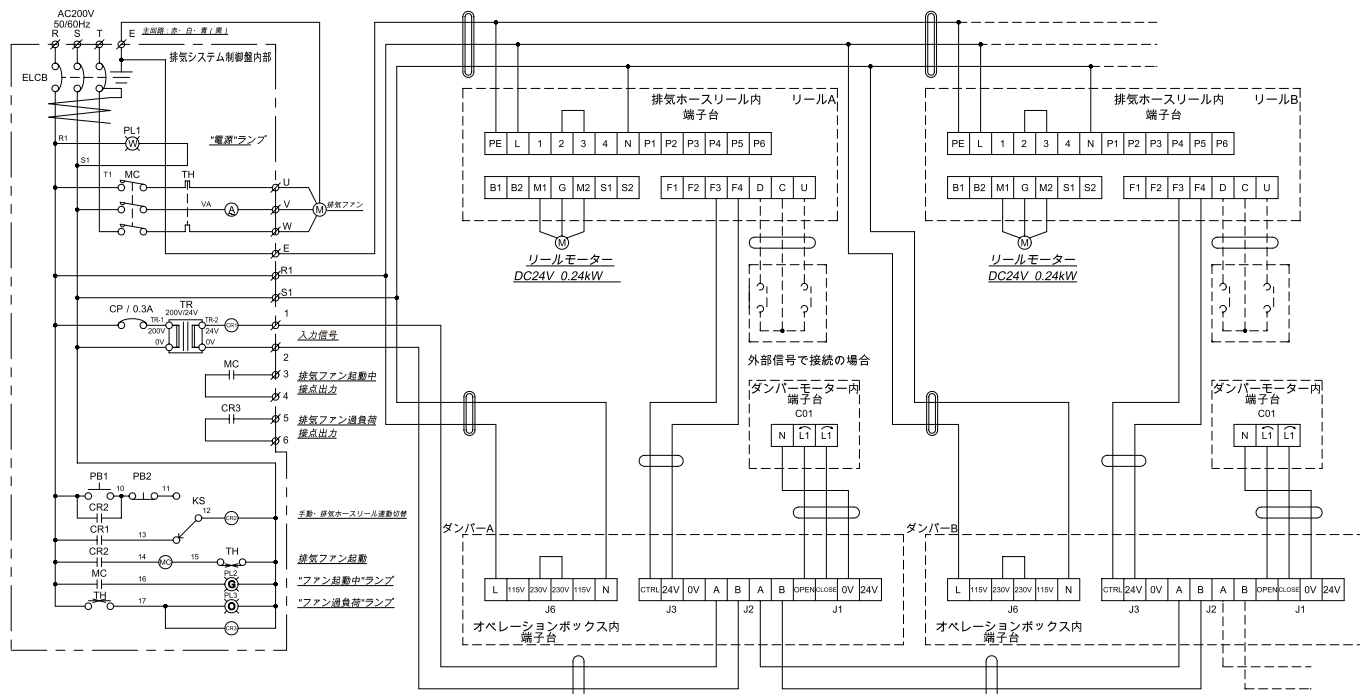 AC200V
50/60Hz
R S T E 主回路:赤・白・青(黒)
排気システム制御盤内部
ELCB
R1 PL1 W "電源"ランプ
S1
T1 MC TH U
VA A V M 排気ファン
W
E
R1
S1
CP / 0.3A TR 200V/24V
TR-1 TR-2 CR1 1
200V 24V 入力信号
0V 0V
2
MC 3 排気ファン起動中
4 接点出力
CR3 5 排気ファン過負荷
6 接点出力
PB1 10 PB2 11
CR2 KS 12 CR2 手動・排気ホースリール連動切替
CR1 13
CR2 14 MC 15 TH 排気ファン起動
MC 16 PL2 G "ファン起動中"ランプ
TH 17 PL3 O "ファン過負荷"ランプ
CR3
排気ホースリール内 リールA
端子台
PE L 1 2 3 4 N P1 P2 P3 P4 P5 P6
B1 B2 M1 G M2 S1 S2 F1 F2 F3 F4 D C U
M
リールモーター
DC24V 0.24kW
外部信号で接続の場合
ダンパーモーター内
端子台
C01
N L1 L1
ダンパーA
L 115V 230V 230V 115V N CTRL 24V 0V A B A B OPEN CLOSE 0V 24V
J6 J3 J2 J1
オペレーションボックス内
端子台
排気ホースリール内 リールB
端子台
PE L 1 2 3 4 N P1 P2 P3 P4 P5 P6
B1 B2 M1 G M2 S1 S2 F1 F2 F3 F4 D C U
M
リールモーター
DC24V 0.24kW
ダンパーモーター内
端子台
C01
N L1 L1
ダンパーB
L 115V 230V 230V 115V N CTRL 24V 0V A B A B OPEN CLOSE 0V 24V
J6 J3 J2 J1
オペレーションボックス内
端子台